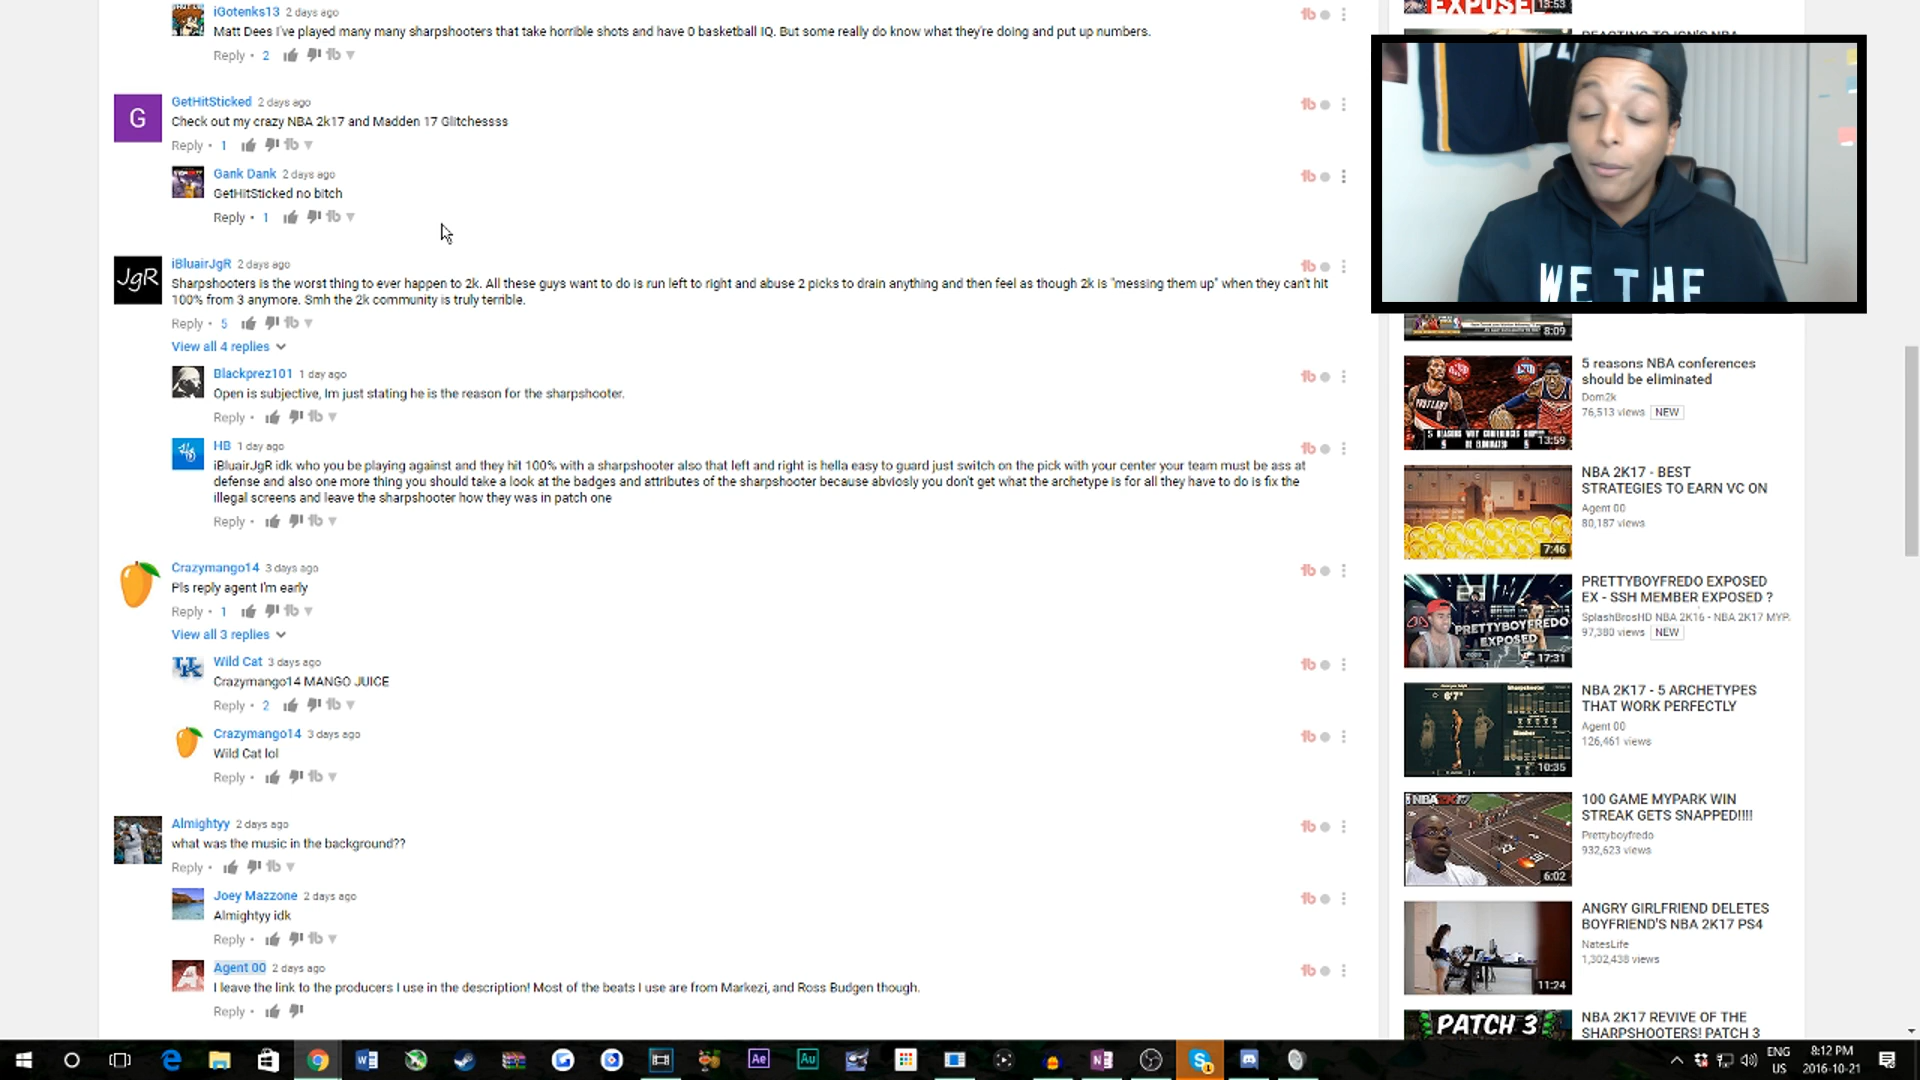 iGotenks13 2 days ago
Matt Dees I've played many many sharpshooters that take horrible shots and have 0 basketball IQ. But some really do know what they're doing and put up numbers.
Reply • 2
GetHitSticked 2 days ago
G
Check out my crazy NBA 2k17 and Madden 17 Glitchessss
Reply • 1
Gank Dank 2 days ago
GetHitSticked no bitch
Reply • 1
iBluairJgR 2 days ago
JgR
Sharpshooters is the worst thing to ever happen to 2k. All these guys want to do is run left to right and abuse 2 picks to drain anything and then feel as though 2k is "messing them up" when they can't hit
100% from 3 anymore. Smh the 2k community is truly terrible.
Reply • 5
View all 4 replies
Blackprez101 1 day ago
Open is subjective, Im just stating he is the reason for the sharpshooter.
Reply •
HB 1 day ago
iBluairJgR idk who you be playing against and they hit 100% with a sharpshooter also that left and right is hella easy to guard just switch on the pick with your center your team must be ass at
defense and also one more thing you should take a look at the badges and attributes of the sharpshooter because abviosly you don't get what the archetype is for all they have to do is fix the
illegal screens and leave the sharpshooter how they was in patch one
Reply •
Crazymango14 3 days ago
Pls reply agent I'm early
Reply • 1
View all 3 replies
Wild Cat 3 days ago
Crazymango14 MANGO JUICE
Reply • 2
Crazymango14 3 days ago
Wild Cat lol
Reply •
Almightyy 2 days ago
what was the music in the background??
Reply •
Joey Mazzone 2 days ago
Almightyy idk
Reply •
Agent 00 2 days ago
I leave the link to the producers I use in the description! Most of the beats I use are from Markezi, and Ross Budgen though.
Reply •
EXPOSE
13:53
WE THE
8:09
5 reasons NBA conferences
should be eliminated
Dom2k
76,513 views NEW
13:59
NBA 2K17 - BEST
STRATEGIES TO EARN VC ON
Agent 00
80,187 views
7:46
PRETTYBOYFREDO EXPOSED
EX - SSH MEMBER EXPOSED ?
SplashBrosHD NBA 2K16 - NBA 2K17 MYP.
97,380 views NEW
PRETTYBOYFREDO
EXPOSED
17:31
NBA 2K17 - 5 ARCHETYPES
THAT WORK PERFECTLY
Agent 00
126,461 views
6'7"
10:35
100 GAME MYPARK WIN
STREAK GETS SNAPPED!!!!
Prettyboyfredo
932,623 views
6:02
ANGRY GIRLFRIEND DELETES
BOYFRIEND'S NBA 2K17 PS4
NatesLife
1,302,438 views
11:24
NBA 2K17 REVIVE OF THE
SHARPSHOOTERS! PATCH 3
PATCH 3
Ae
Au
ENG
US
8:12 PM
2016-10-21